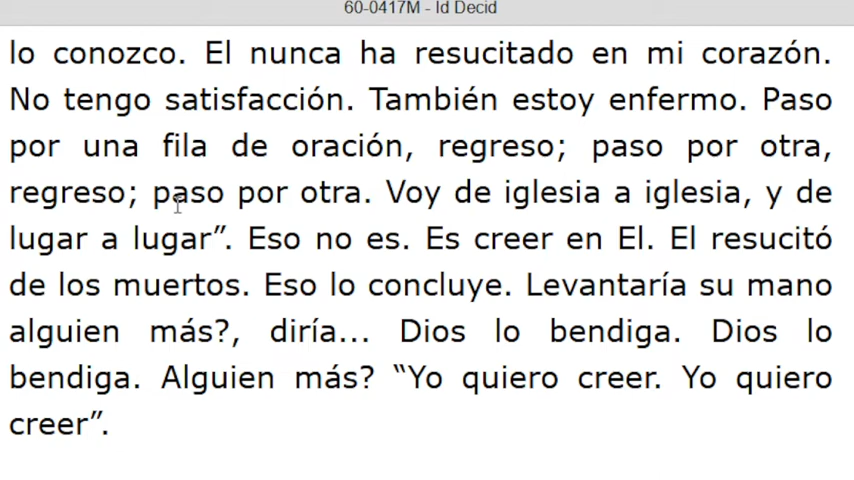 60-0417M - Id Decid
lo conozco. El nunca ha resucitado en mi corazón.
No tengo satisfacción. También estoy enfermo. Paso
por una fila de oración, regreso; paso por otra,
regreso; paso por otra. Voy de iglesia a iglesia, y de
lugar a lugar”. Eso no es. Es creer en El. El resucitó
de los muertos. Eso lo concluye. Levantaría su mano
alguien más?, diría... Dios lo bendiga. Dios lo
bendiga. Alguien más? “Yo quiero creer. Yo quiero
creer”.